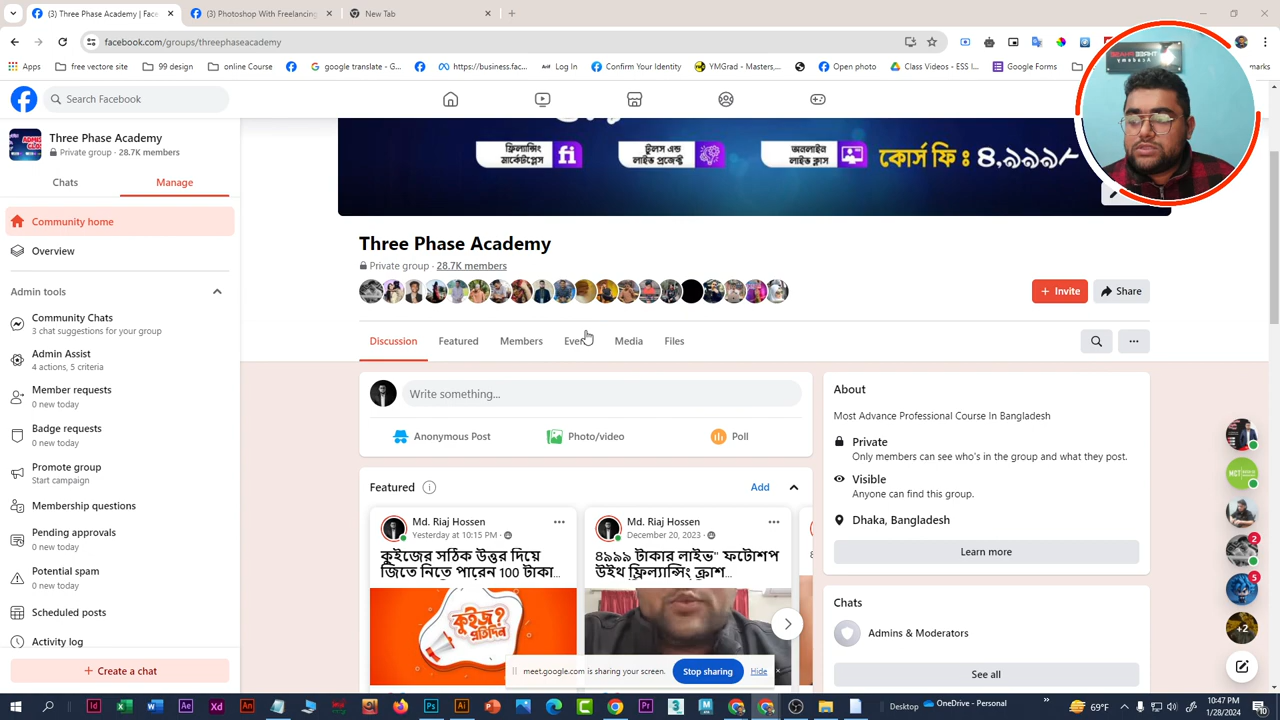 (3) Three Phase Academy | Face
(3) Photoshop With Freelancing
New Tab
facebook.com/groups/threephaseacademy
Apps
free vectore site
99 design
online Course
google translate - G...
https://business.fac...
Log In
Confirm Your Identity
YMGrad - Masters,...
Open photo
Class Videos - ESS I...
Google Forms
Search Facebook
Three Phase Academy
Private group · 28.7K members
Chats
Manage
Community home
Overview
Admin tools
Community Chats
3 chat suggestions for your group
Admin Assist
4 actions, 5 criteria
Member requests
0 new today
Badge requests
0 new today
Promote group
Start campaign
Membership questions
Pending approvals
0 new today
Potential spam
0 new today
Scheduled posts
Activity log
+ Create a chat
ফ্রিল্যান্সিং
মার্কেটপ্লেস
fi
টুলস এন্ড
লাইভ প্রজেক্ট
অনলাইন
লাইভ ক্লাস
কোর্স ফি : ৪,৯৯৯/-
Three Phase Academy
Private group · 28.7K members
+ Invite
Share
Discussion
Featured
Members
Media
Files
Write something...
Anonymous Post
Photo/video
Poll
Featured
Add
Md. Riaj Hossen
Yesterday at 10:15 PM ·
কুইজের সঠিক উত্তর দিয়ে
জিতে নিতে পারেন 100 টাকা...
কুইজ?
প্রতিদিন
Md. Riaj Hossen
December 20, 2023 ·
৪৯৯৯ টাকার লাইভ" ফটোশপ
উইথ ফ্রিল্যান্সিং ক্রাশ...
About
Most Advance Professional Course In Bangladesh
Private
Only members can see who's in the group and what they post.
Visible
Anyone can find this group.
Dhaka, Bangladesh
Learn more
Chats
Admins & Moderators
See all
2
5
+2
meet.google.com is sharing your screen.
Stop sharing
Hide
Desktop
OneDrive - Personal
69°F
10:47 PM
1/28/2024